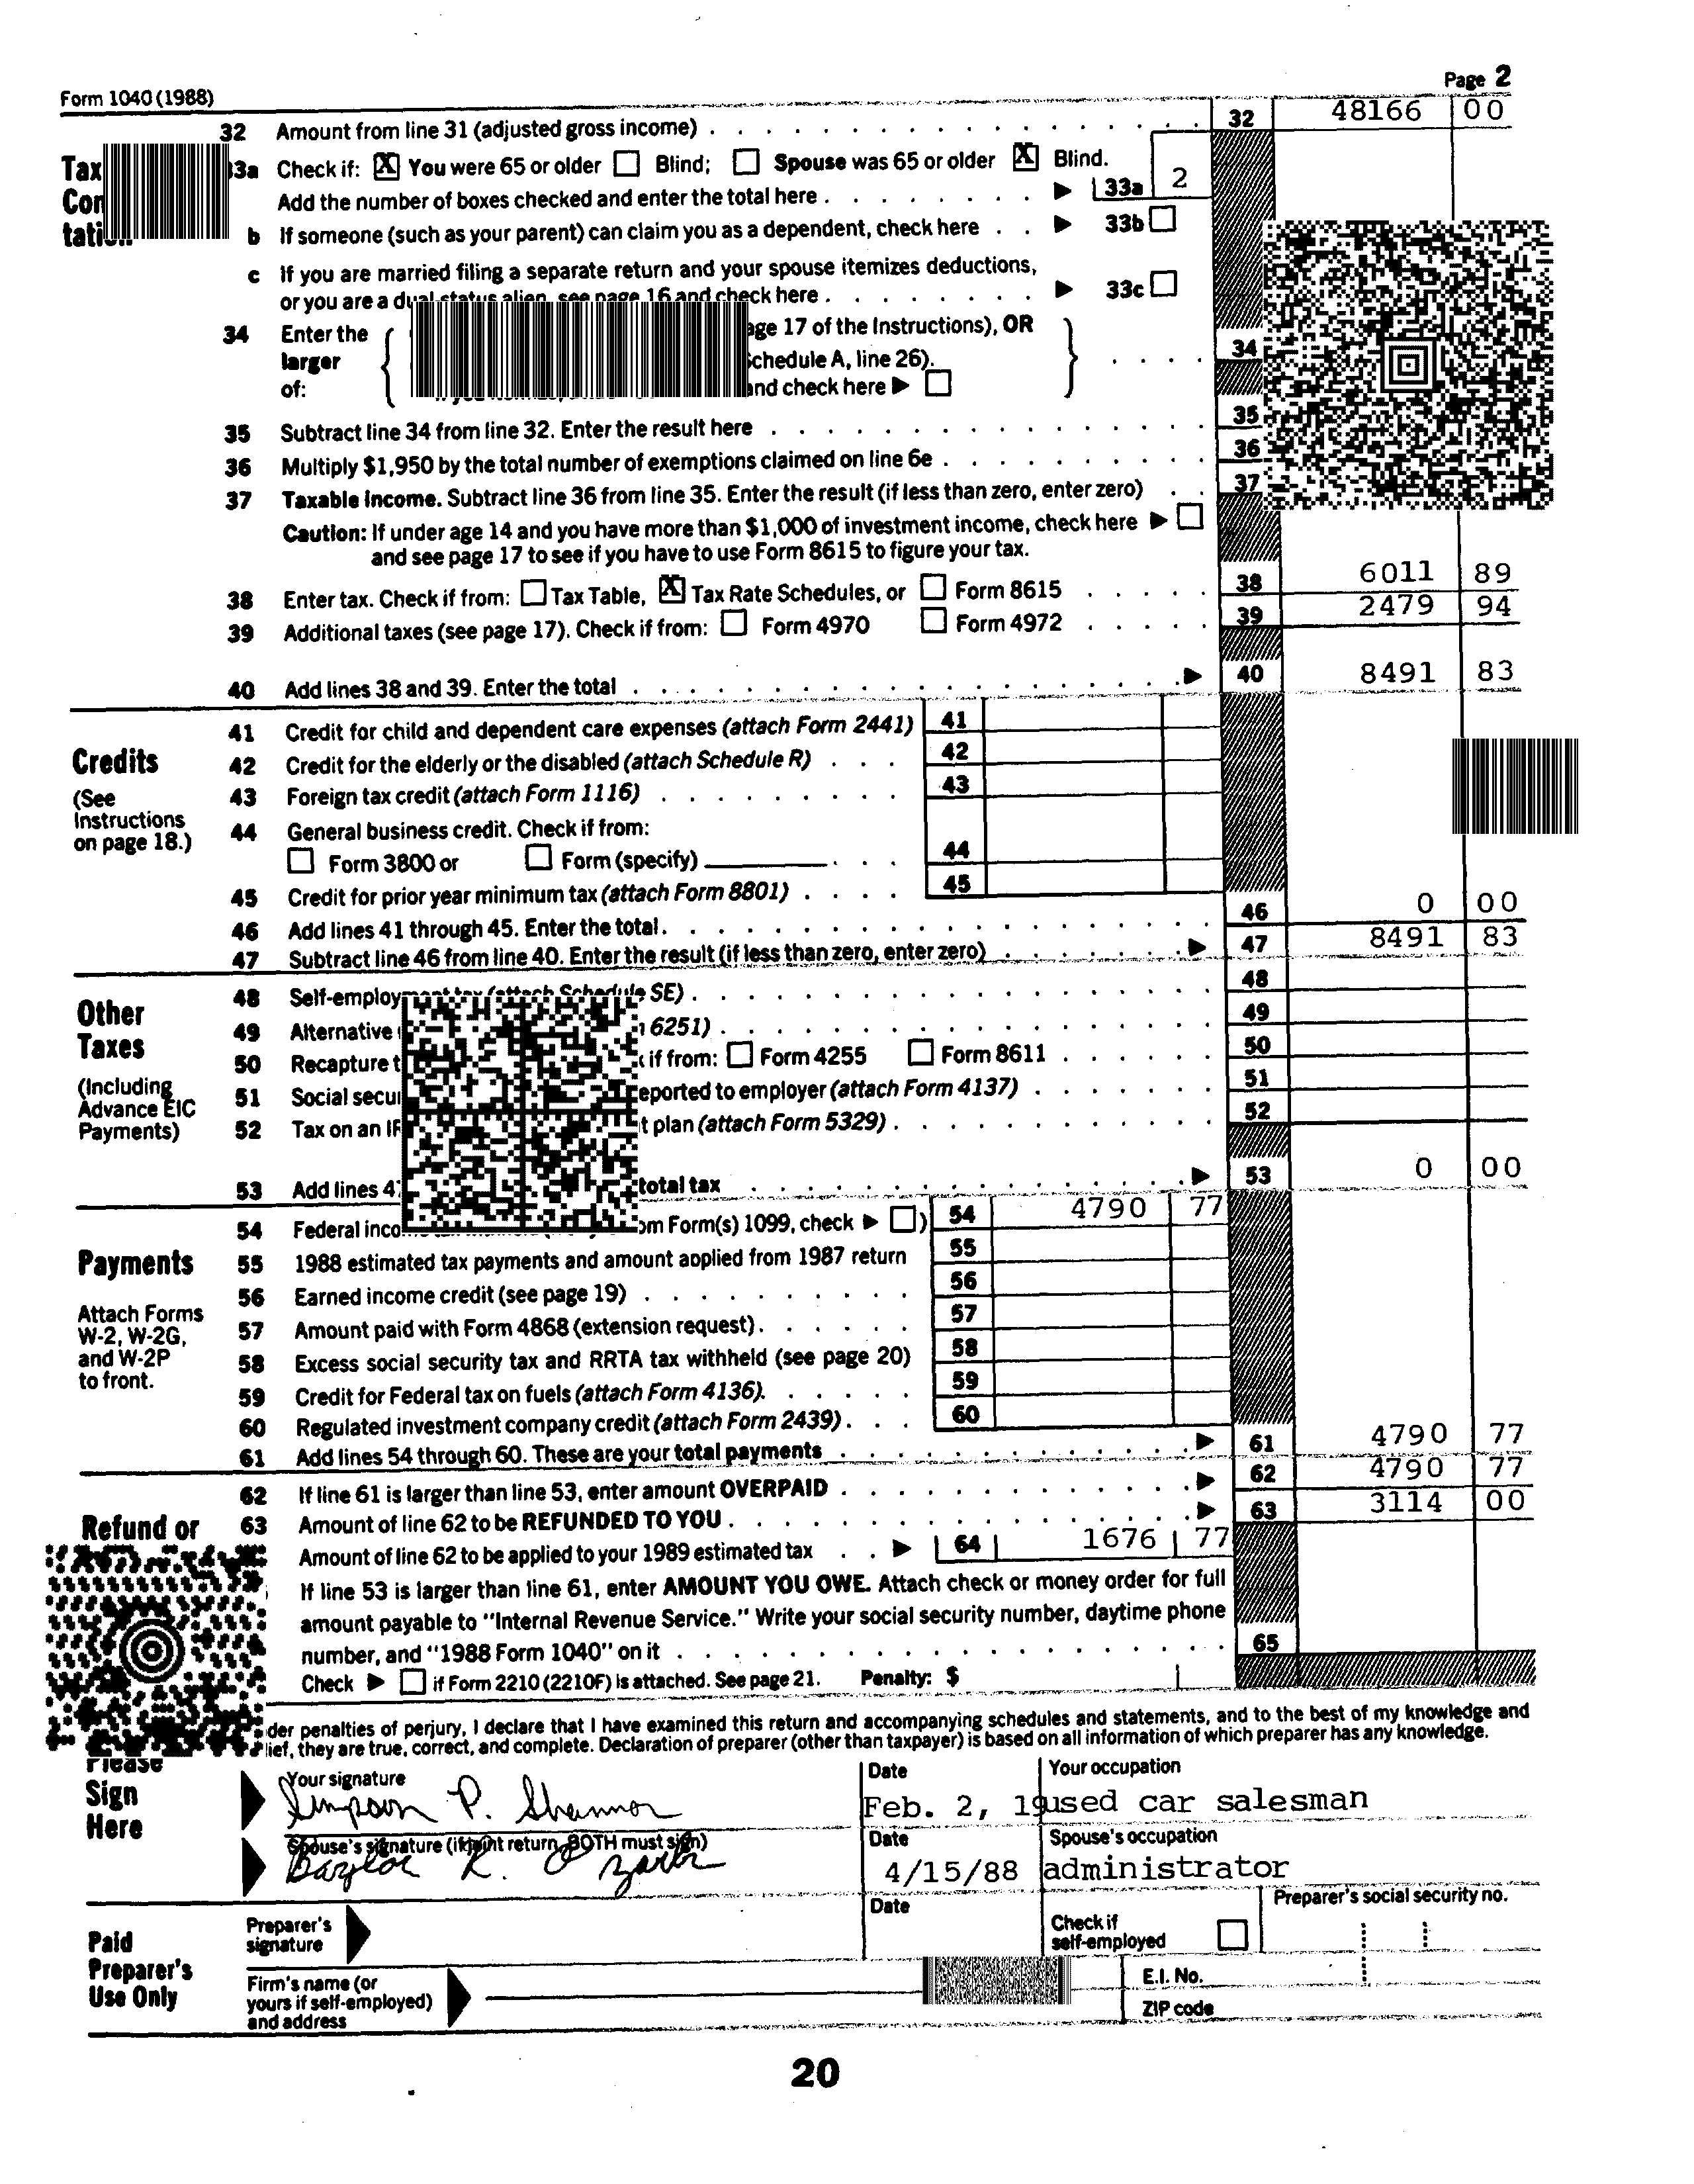 Form 1040 (1988) Page 2
32 Amount from line 31 (adjusted gross income) 32 48166 00
Tax
33a Check if: X You were 65 or older Blind; Spouse was 65 or older X Blind.
Add the number of boxes checked and enter the total here 33a 2
b If someone (such as your parent) can claim you as a dependent, check here 33b
c If you are married filing a separate return and your spouse itemizes deductions,
or you are a dual-status alien, see page 16 and check here 33c
34 Enter the larger of: { age 17 of the Instructions), OR
Schedule A, line 26).
and check here } 34
35 Subtract line 34 from line 32. Enter the result here 35
36 Multiply $1,950 by the total number of exemptions claimed on line 6e 36
37 Taxable Income. Subtract line 36 from line 35. Enter the result (if less than zero, enter zero) 37
Caution: If under age 14 and you have more than $1,000 of investment income, check here
and see page 17 to see if you have to use Form 8615 to figure your tax.
38 Enter tax. Check if from: Tax Table, X Tax Rate Schedules, or Form 8615 38 6011 89
39 Additional taxes (see page 17). Check if from: Form 4970 Form 4972 39 2479 94
40 Add lines 38 and 39. Enter the total 40 8491 83
Credits
(See
Instructions
on page 18.)
41 Credit for child and dependent care expenses (attach Form 2441) 41
42 Credit for the elderly or the disabled (attach Schedule R) 42
43 Foreign tax credit (attach Form 1116) 43
44 General business credit. Check if from:
Form 3800 or Form (specify) 44
45 Credit for prior year minimum tax (attach Form 8801) 45
46 Add lines 41 through 45. Enter the total. 46 0 00
47 Subtract line 46 from line 40. Enter the result (if less than zero, enter zero) 47 8491 83
Other
Taxes
(Including
Advance EIC
Payments)
48 Self-employment tax (attach Schedule SE) 48
49 Alternative 6251) 49
50 Recapture if from: Form 4255 Form 8611 50
51 Social reported to employer (attach Form 4137) 51
52 Tax on an plan (attach Form 5329) 52
53 Add lines total tax 53 0 00
Payments
Attach Forms
W-2, W-2G,
and W-2P
to front.
54 Federal Form(s) 1099, check ) 54 4790 77
55 1988 estimated tax payments and amount applied from 1987 return 55
56 Earned income credit (see page 19) 56
57 Amount paid with Form 4868 (extension request) 57
58 Excess social security tax and RRTA tax withheld (see page 20) 58
59 Credit for Federal tax on fuels (attach Form 4136) 59
60 Regulated investment company credit (attach Form 2439) 60
61 Add lines 54 through 60. These are your total payments 61 4790 77
62 If line 61 is larger than line 53, enter amount OVERPAID 62 4790 77
Refund or
63 Amount of line 62 to be REFUNDED TO YOU 63 3114 00
Amount of line 62 to be applied to your 1989 estimated tax 64 1676 77
If line 53 is larger than line 61, enter AMOUNT YOU OWE. Attach check or money order for full
amount payable to "Internal Revenue Service." Write your social security number, daytime phone
number, and "1988 Form 1040" on it 65
Check if Form 2210 (2210F) is attached. See page 21. Penalty: $
penalties of perjury, I declare that I have examined this return and accompanying schedules and statements, and to the best of my knowledge and
they are true, correct, and complete. Declaration of preparer (other than taxpayer) is based on all information of which preparer has any knowledge.
Please
Sign
Here
Your signature Date Your occupation
Simpson P. Shannon Feb. 2, 19 used car salesman
Spouse's signature (if joint return, BOTH must sign) Date Spouse's occupation
Baylor R. 4/15/88 administrator
Paid
Preparer's
Use Only
Preparer's signature Date Check if self-employed Preparer's social security no.
Firm's name (or
yours if self-employed)
and address
E.I. No.
ZIP code
20